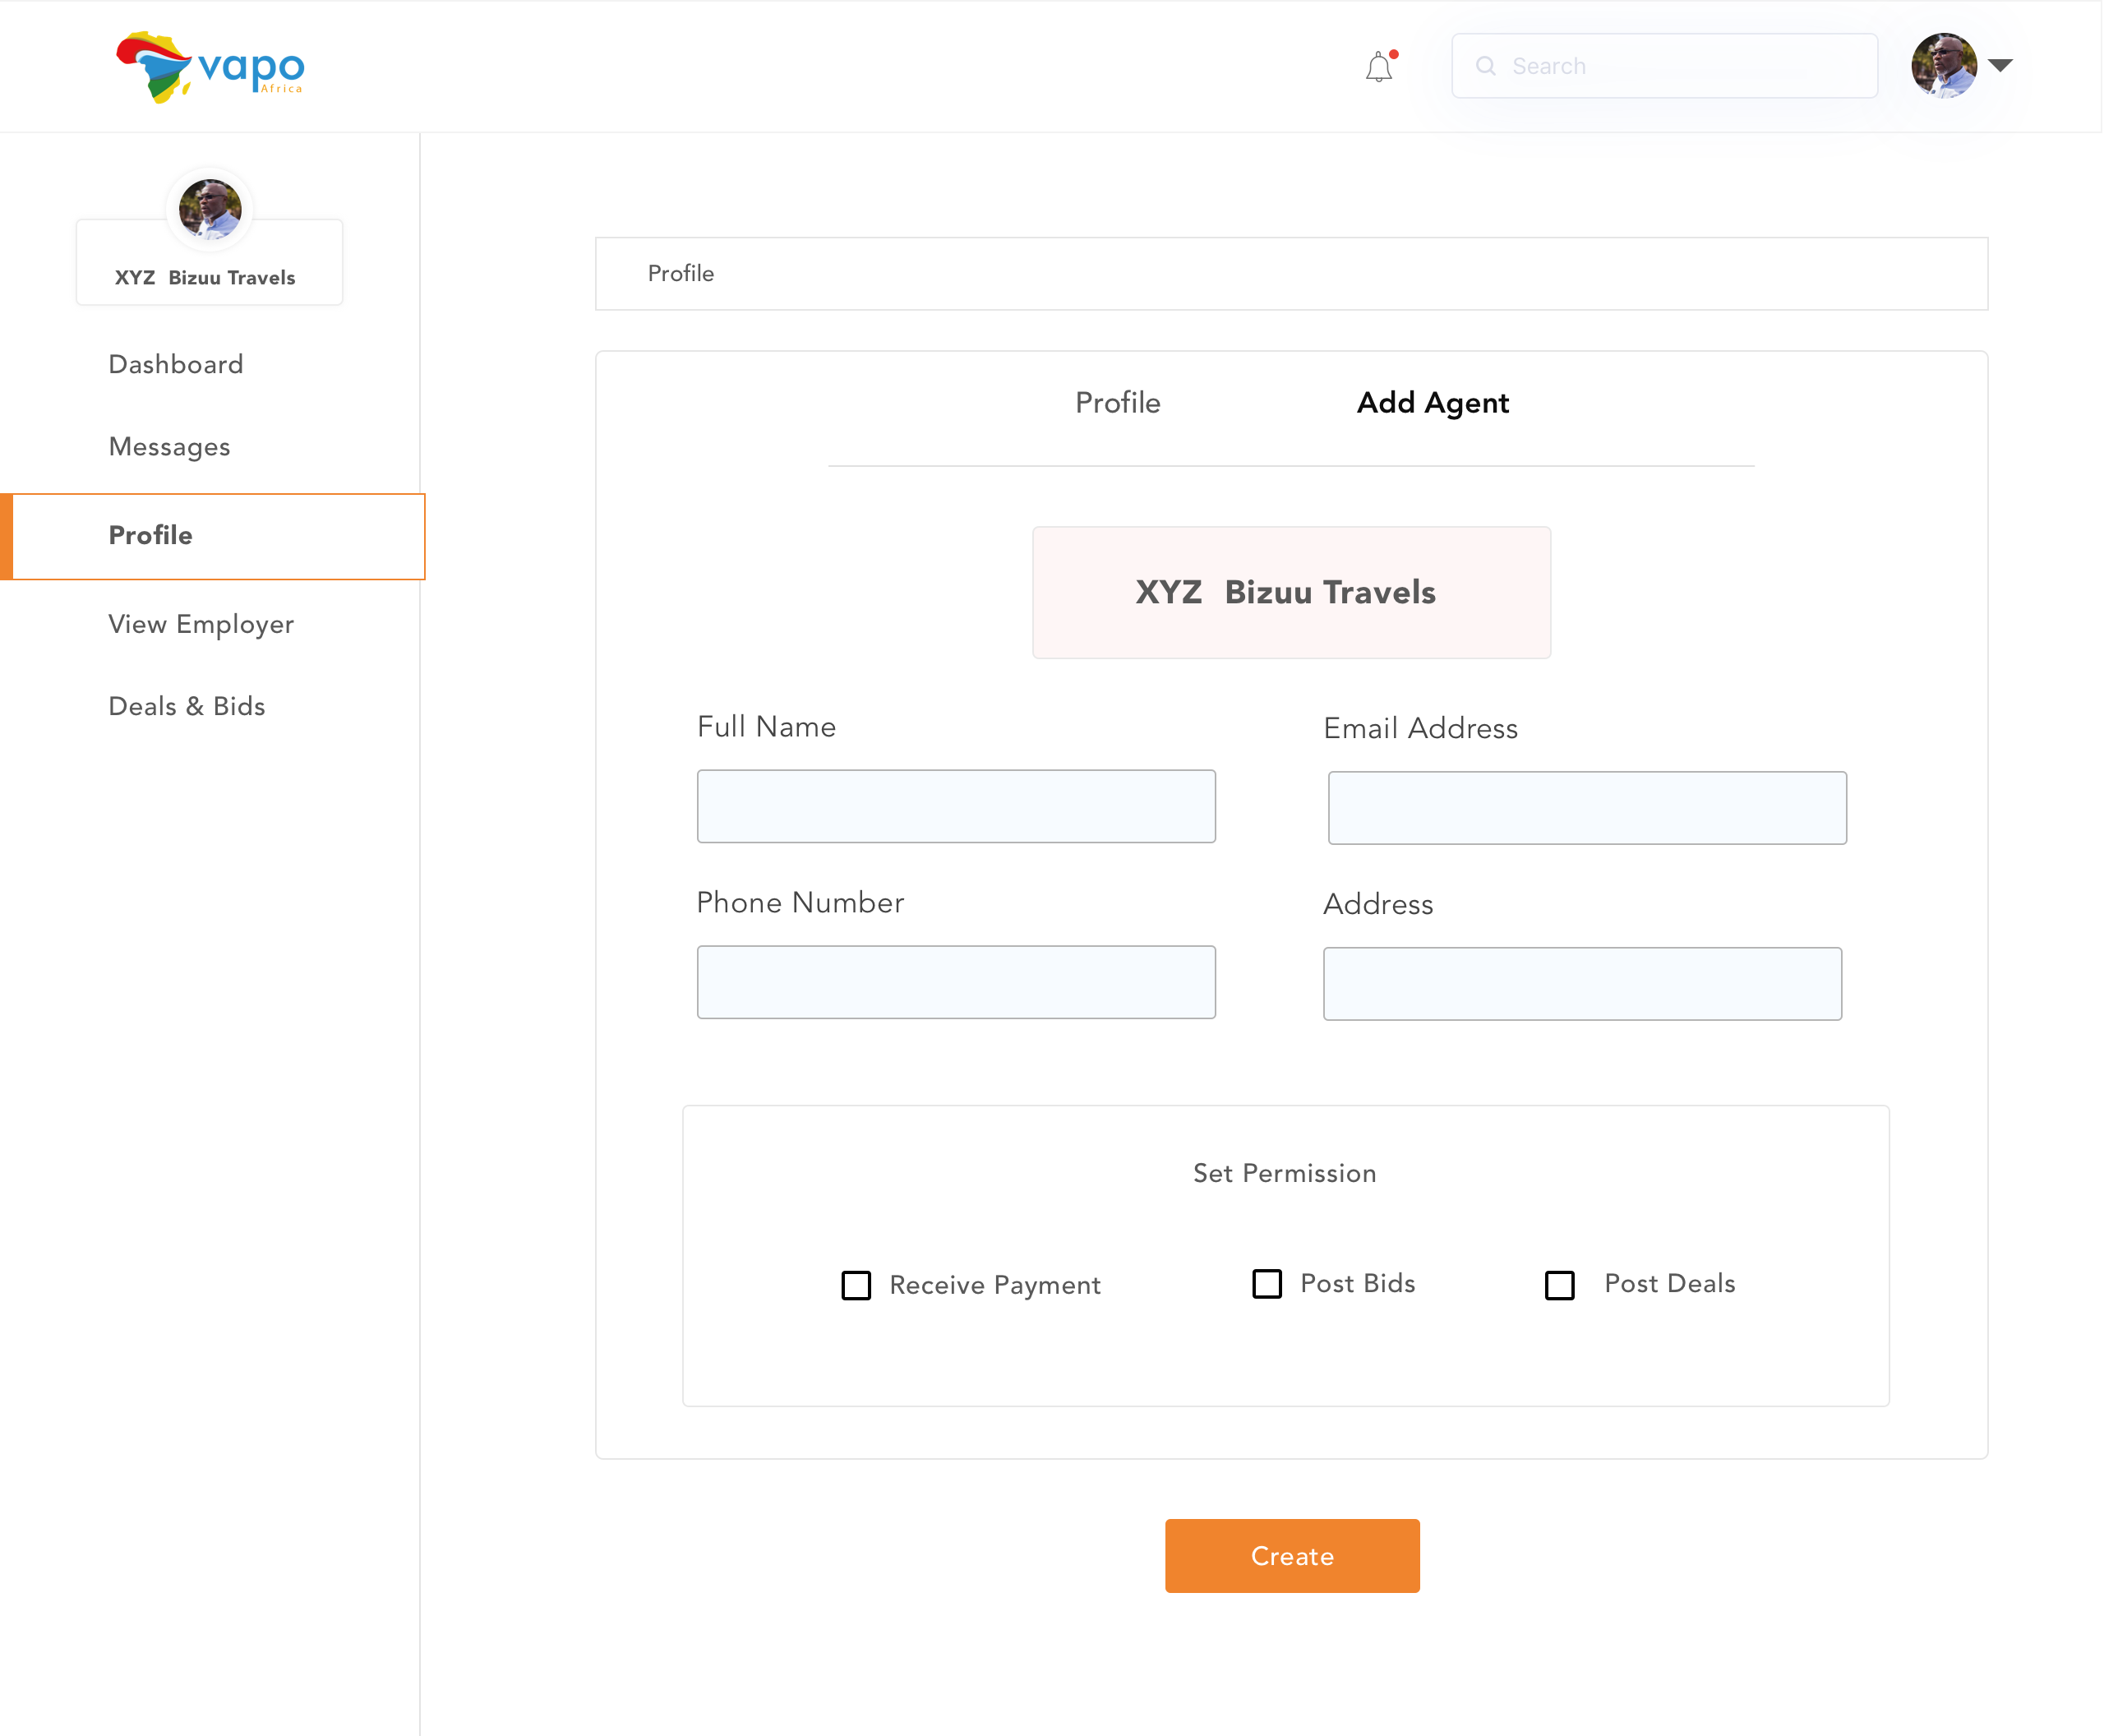 vapo
Africa
Search
XYZ  Bizuu Travels
Dashboard
Messages
Profile
View Employer
Deals & Bids
Profile
Profile
Add Agent
XYZ  Bizuu Travels
Full Name
Email Address
Phone Number
Address
Set Permission
Receive Payment
Post Bids
Post Deals
Create